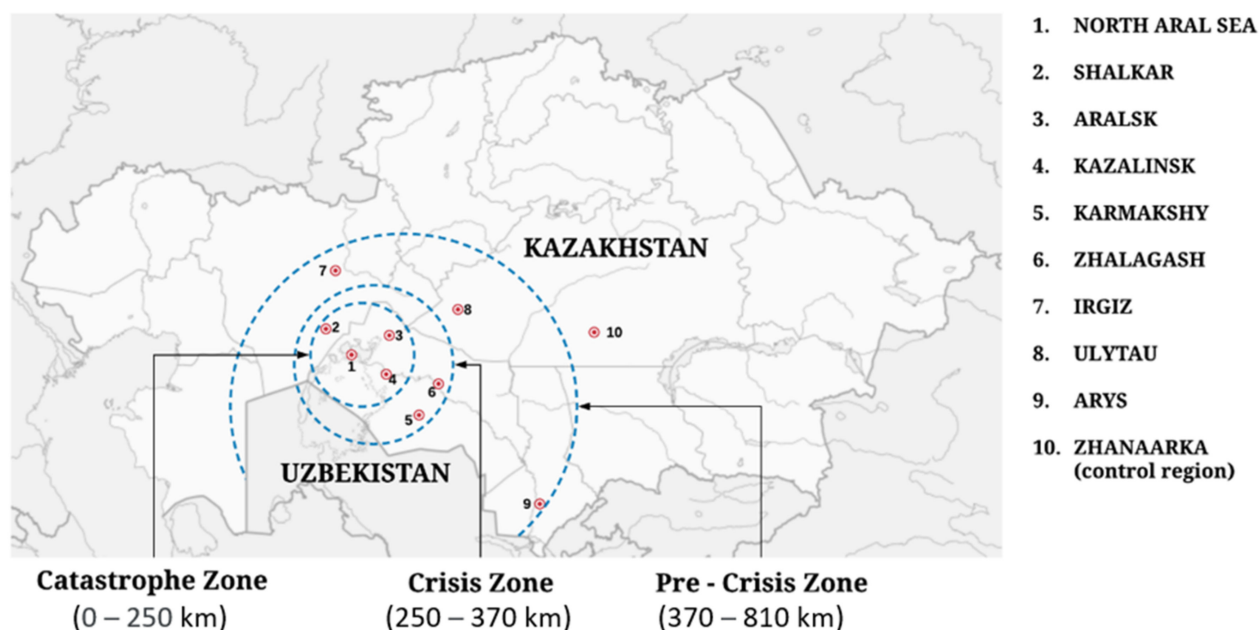 KAZAKHSTAN
UZBEKISTAN
7
8
2
3
10
1
4
6
5
9
Catastrophe Zone
(0 – 250 km)
Crisis Zone
(250 – 370 km)
Pre - Crisis Zone
(370 – 810 km)
1. NORTH ARAL SEA
2. SHALKAR
3. ARALSK
4. KAZALINSK
5. KARMAKSHY
6. ZHALAGASH
7. IRGIZ
8. ULYTAU
9. ARYS
10. ZHANAARKA
(control region)